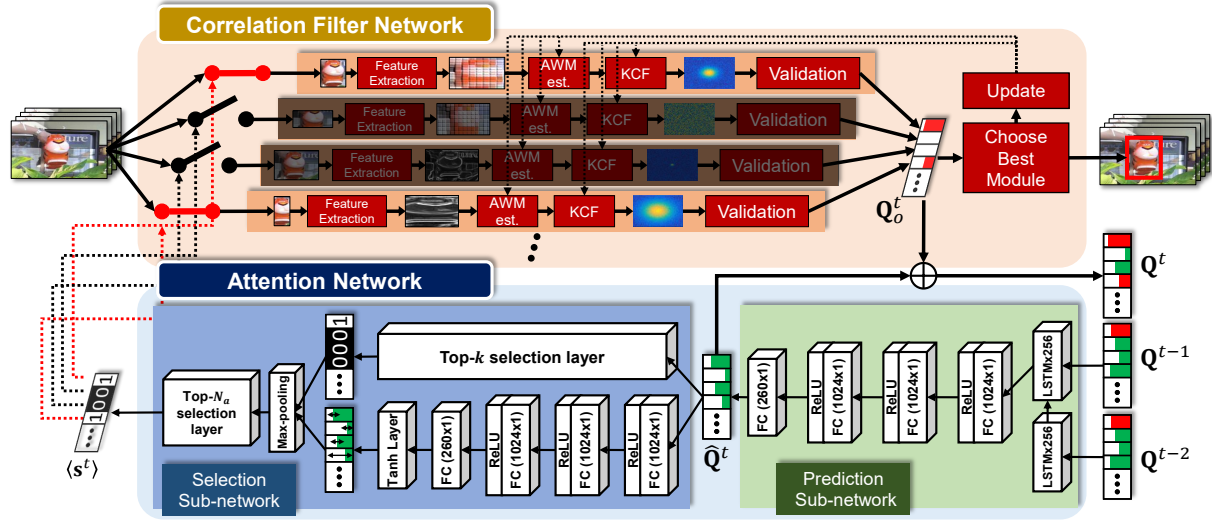 Correlation Filter Network
Feature
Extraction
AWM
est.
KCF
Validation
Feature
Extraction
AWM
est.
KCF
Validation
Feature
Extraction
AWM
est.
KCF
Validation
Feature
Extraction
AWM
est.
KCF
Validation
Update
Choose
Best
Module
Q_o^t
Attention Network
Q^t
Q^{t-1}
Q^{t-2}
Top-k selection layer
0001
Max-pooling
Top-N_a
selection
layer
1001
⟨s^t⟩
Tanh Layer
FC (260x1)
ReLU
FC (1024x1)
ReLU
FC (1024x1)
ReLU
FC (1024x1)
Q̂^t
FC (260x1)
ReLU
FC (1024x1)
ReLU
FC (1024x1)
ReLU
FC (1024x1)
LSTMx256
LSTMx256
Selection
Sub-network
Prediction
Sub-network